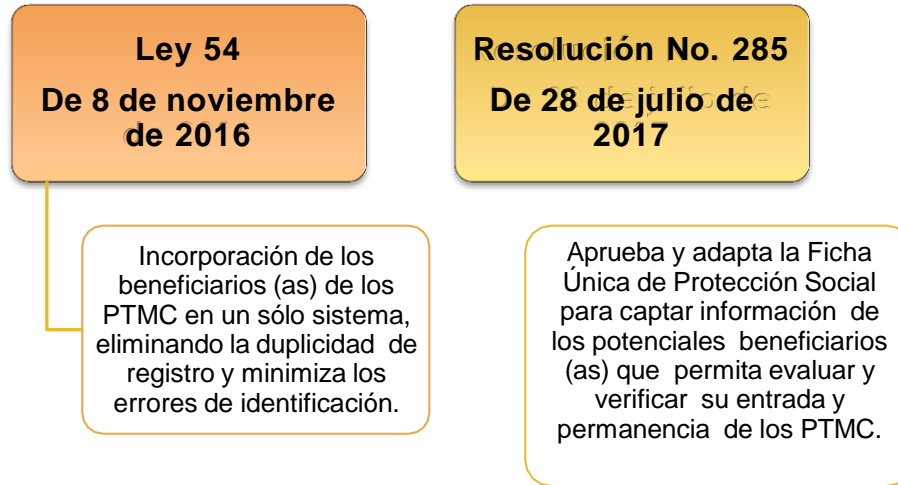 Ley 54
De 8 de noviembre
de 2016
Incorporación de los
beneficiarios (as) de los
PTMC en un sólo sistema,
eliminando la duplicidad de
registro y minimiza los
errores de identificación.
Resolución No. 285
De 28 de julio de
2017
Aprueba y adapta la Ficha
Única de Protección Social
para captar información de
los potenciales beneficiarios
(as) que permita evaluar y
verificar su entrada y
permanencia de los PTMC.